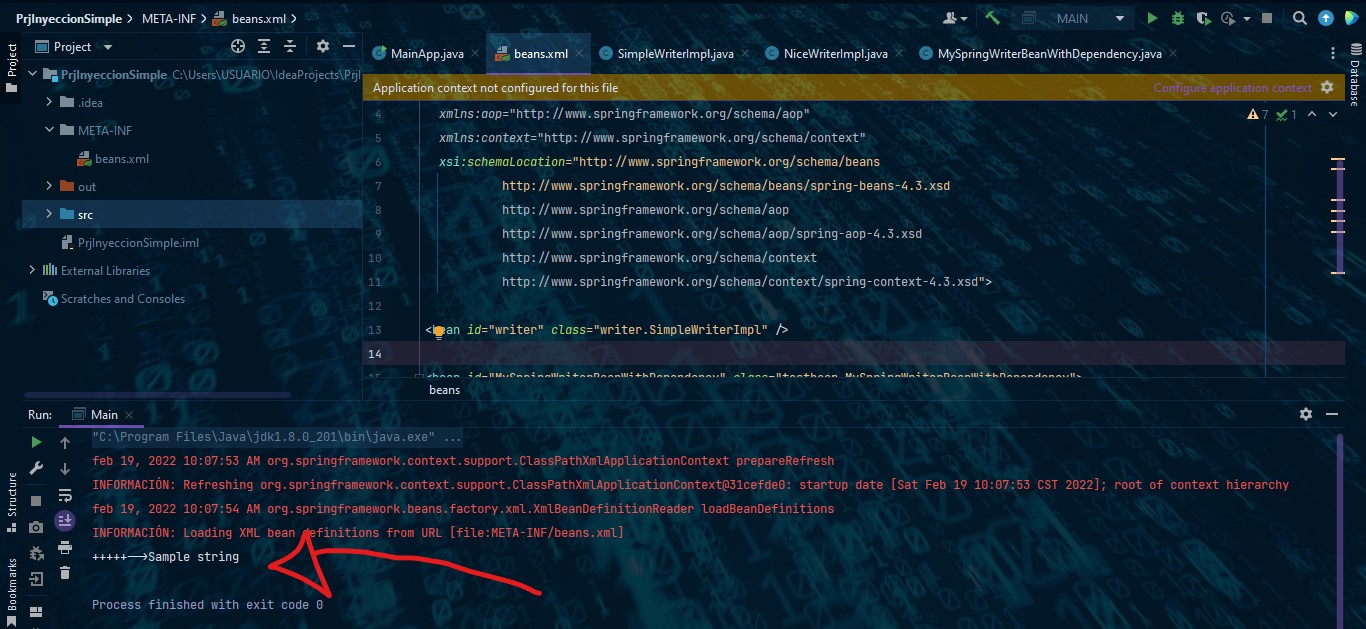 PrjInyeccionSimple > META-INF > beans.xml >
MAIN
Project
Project
MainApp.java
beans.xml
SimpleWriterImpl.java
NiceWriterImpl.java
MySpringWriterBeanWithDependency.java
Database
PrjInyeccionSimple C:\Users\USUARIO\IdeaProjects\Prjl
.idea
META-INF
beans.xml
out
src
PrjInyeccionSimple.iml
External Libraries
Scratches and Consoles
Application context not configured for this file
Configure application context
7 1
4 xmlns:aop="http://www.springframework.org/schema/aop"
5 xmlns:context="http://www.springframework.org/schema/context"
6 xsi:schemaLocation="http://www.springframework.org/schema/beans
7 http://www.springframework.org/schema/beans/spring-beans-4.3.xsd
8 http://www.springframework.org/schema/aop
9 http://www.springframework.org/schema/aop/spring-aop-4.3.xsd
10 http://www.springframework.org/schema/context
11 http://www.springframework.org/schema/context/spring-context-4.3.xsd">
12
13 <bean id="writer" class="writer.SimpleWriterImpl" />
14
15 <bean id="MySpringWriterBeanWithDependency" class="testbean.MySpringWriterBeanWithDependency">
beans
Run: Main
Structure
Bookmarks
"C:\Program Files\Java\jdk1.8.0_201\bin\java.exe" ...
feb 19, 2022 10:07:53 AM org.springframework.context.support.ClassPathXmlApplicationContext prepareRefresh
INFORMACIÓN: Refreshing org.springframework.context.support.ClassPathXmlApplicationContext@31cefde0: startup date [Sat Feb 19 10:07:53 CST 2022]; root of context hierarchy
feb 19, 2022 10:07:54 AM org.springframework.beans.factory.xml.XmlBeanDefinitionReader loadBeanDefinitions
INFORMACIÓN: Loading XML bean definitions from URL [file:META-INF/beans.xml]
+++++-->Sample string
Process finished with exit code 0